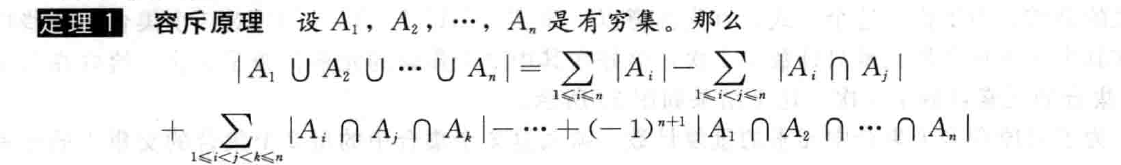 定理 1 容斥原理 设 A₁，A₂，⋯，Aₙ 是有穷集。那么
|A₁ ∪ A₂ ∪ ⋯ ∪ Aₙ| = ∑_{1≤i≤n} |Aᵢ| − ∑_{1≤i<j≤n} |Aᵢ ∩ Aⱼ|
+ ∑_{1≤i<j<k≤n} |Aᵢ ∩ Aⱼ ∩ Aₖ| − ⋯ + (−1)ⁿ⁺¹ |A₁ ∩ A₂ ∩ ⋯ ∩ Aₙ|